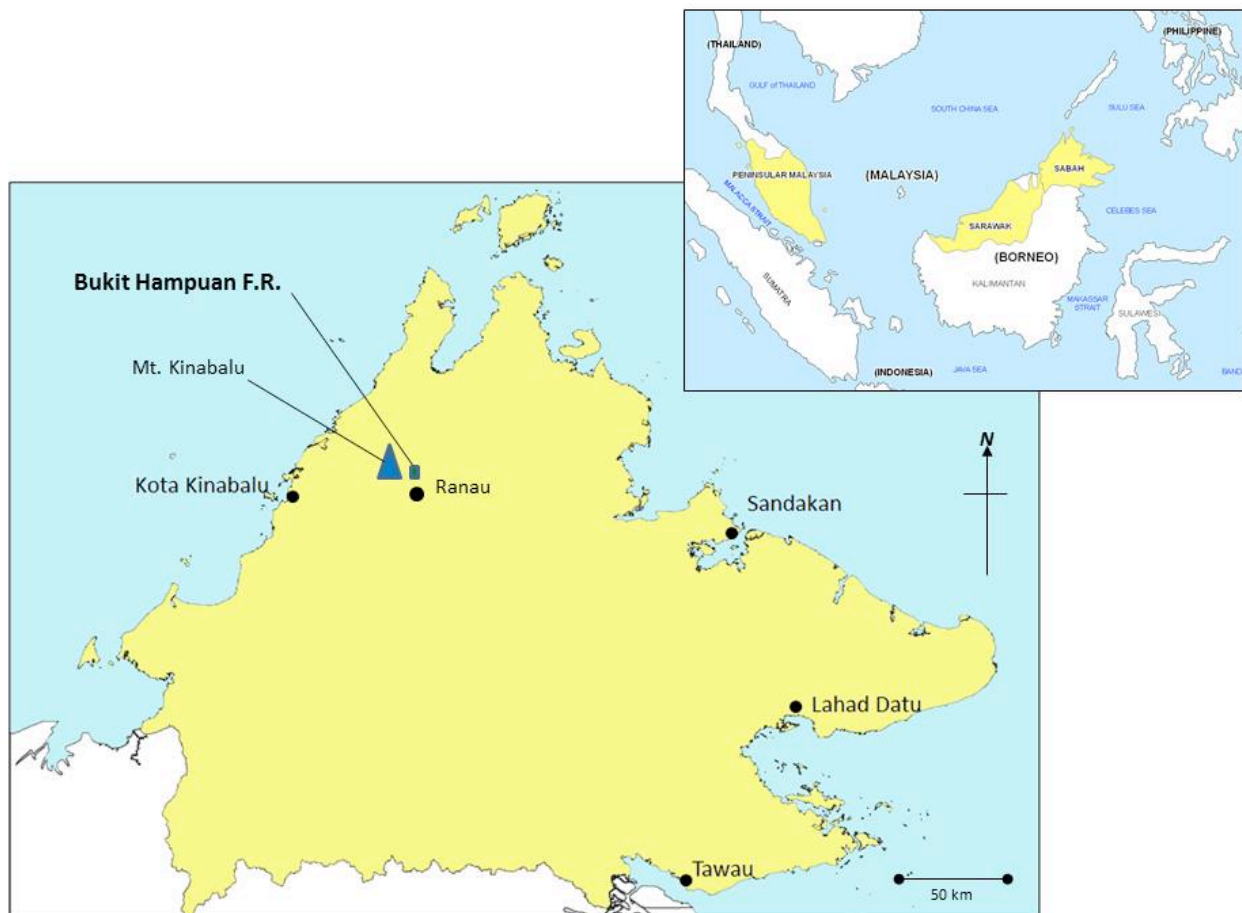 (THAILAND)
(PHILIPPINE)
GULF of THAILAND
SOUTH CHINA SEA
SULU SEA
PENINSULAR MALAYSIA
(MALAYSIA)
SABAH
MALACCA STRAIT
CELEBES SEA
SARAWAK
(BORNEO)
KALIMANTAN
SUMATRA
MAKASSAR
STRAIT
SULAWESI
(INDONESIA)
JAVA SEA
BAND
Bukit Hampuan F.R.
Mt. Kinabalu
N
Kota Kinabalu
Ranau
Sandakan
Lahad Datu
Tawau
50 km